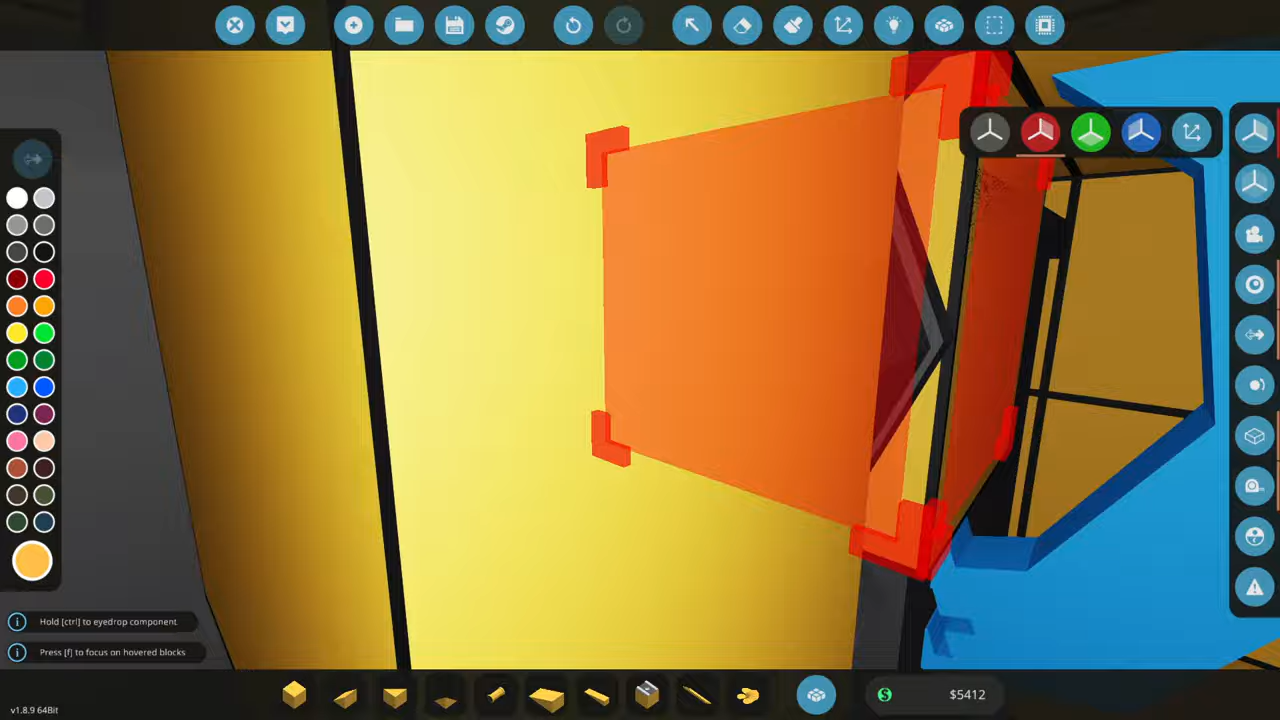 Hold [ctrl] to eyedrop component
Press [f] to focus on hovered blocks
$5412
v1.8.9 64Bit